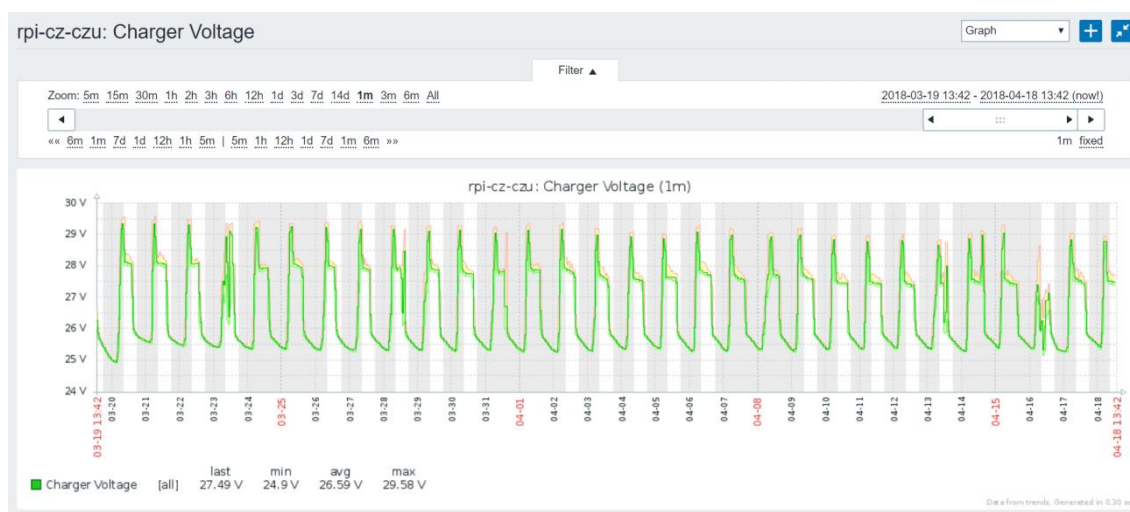 rpi-cz-czu: Charger Voltage
Graph
Filter ▲
Zoom: 5m 15m 30m 1h 2h 3h 6h 12h 1d 3d 7d 14d 1m 3m 6m All
2018-03-19 13:42 - 2018-04-18 13:42 (now!)
«« 6m 1m 7d 1d 12h 1h 5m | 5m 1h 12h 1d 7d 1m 6m »»
1m fixed
rpi-cz-czu: Charger Voltage (1m)
30 V
29 V
28 V
27 V
26 V
25 V
24 V
03-19 13:42
03-20
03-21
03-22
03-23
03-24
03-25
03-26
03-27
03-28
03-29
03-30
03-31
04-01
04-02
04-03
04-04
04-05
04-06
04-07
04-08
04-09
04-10
04-11
04-12
04-13
04-14
04-15
04-16
04-17
04-18
04-18 13:42
last min avg max
Charger Voltage [all] 27.49 V 24.9 V 26.59 V 29.58 V
Data from trends. Generated in 0.30